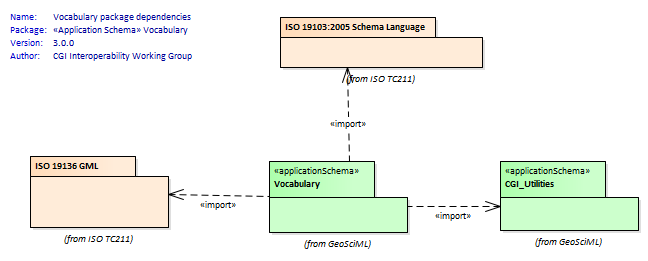 Name: Vocabulary package dependencies
Package: «Application Schema» Vocabulary
Version: 3.0.0
Author: CGI Interoperability Working Group
ISO 19103:2005 Schema Language
(from ISO TC211)
«import»
ISO 19136 GML
(from ISO TC211)
«import»
«applicationSchema»
Vocabulary
(from GeoSciML)
«import»
«applicationSchema»
CGI_Utilities
(from GeoSciML)